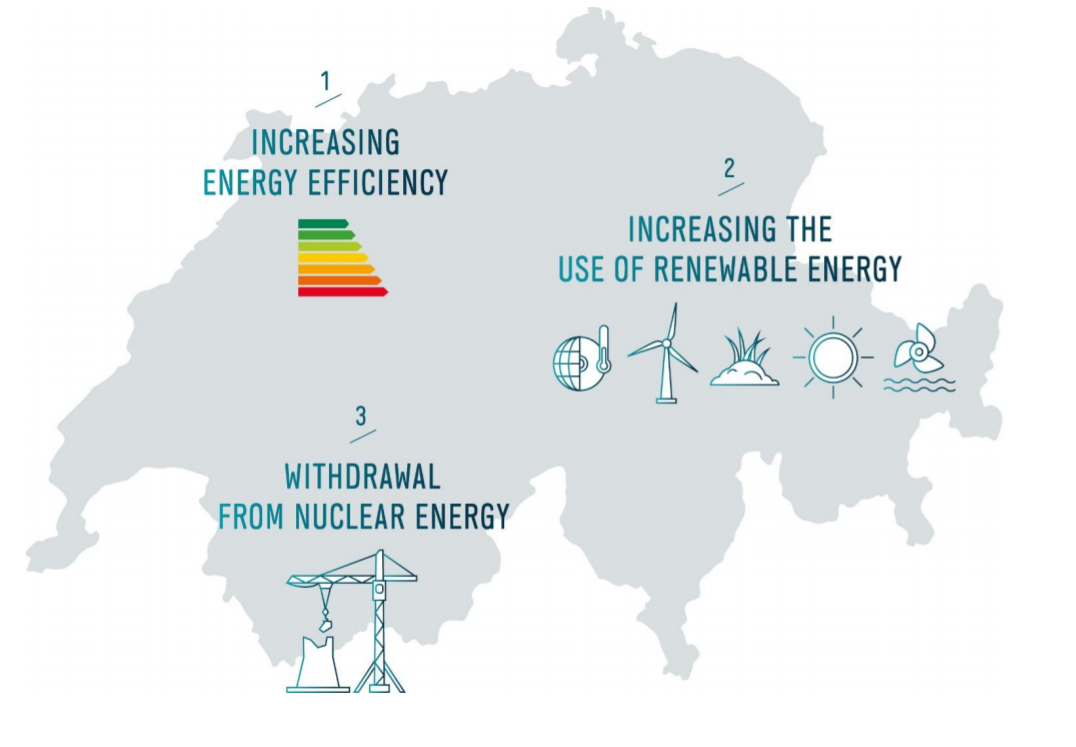 1
INCREASING
ENERGY EFFICIENCY
2
INCREASING THE
USE OF RENEWABLE ENERGY
3
WITHDRAWAL
FROM NUCLEAR ENERGY